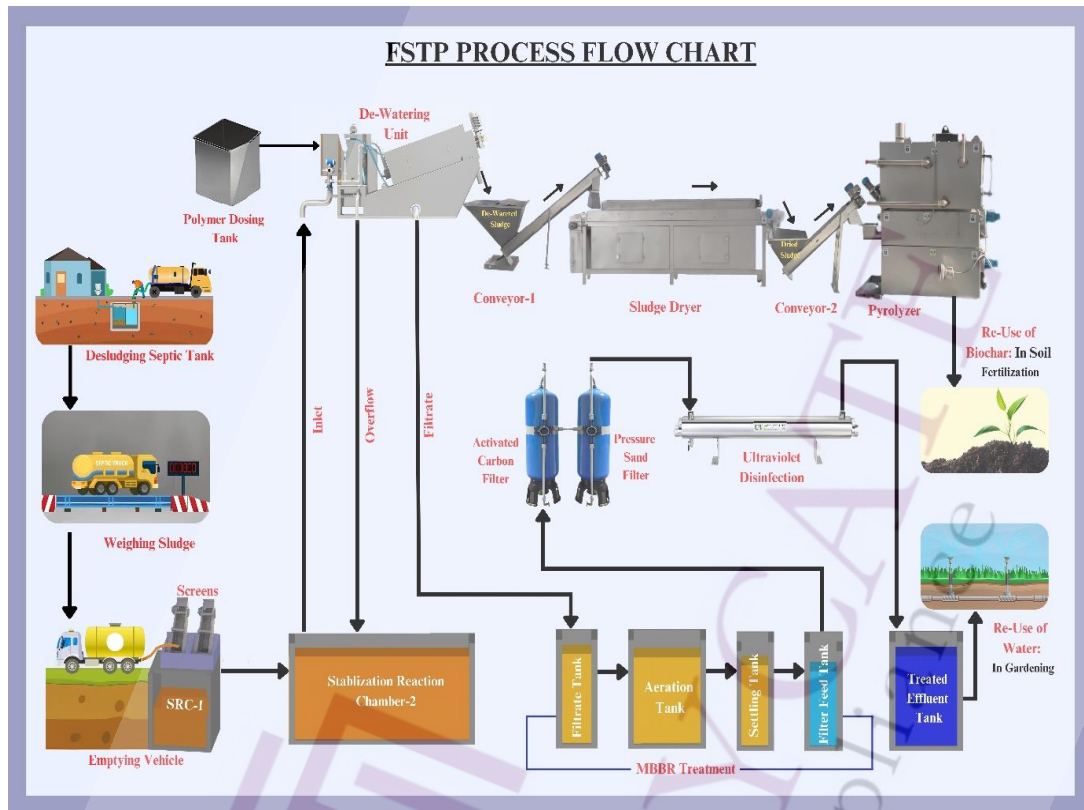 FSTP PROCESS FLOW CHART
De-Watering
Unit
Polymer Dosing
Tank
De-Watered
Sludge
Dried
Sludge
Conveyor-1
Sludge Dryer
Conveyor-2
Pyrolyzer
Desludging Septic Tank
Re-Use of
Biochar: In Soil
Fertilization
Inlet
Overflow
Filtrate
Activated
Carbon
Filter
Pressure
Sand
Filter
Ultraviolet
Disinfection
SEPTIC TRUCK
Weighing Sludge
Screens
SRC-1
Emptying Vehicle
Stablization Reaction
Chamber-2
Filtrate Tank
Aeration
Tank
Settling Tank
Filter Feed Tank
Treated
Effluent
Tank
Re-Use of
Water:
In Gardening
MBBR Treatment